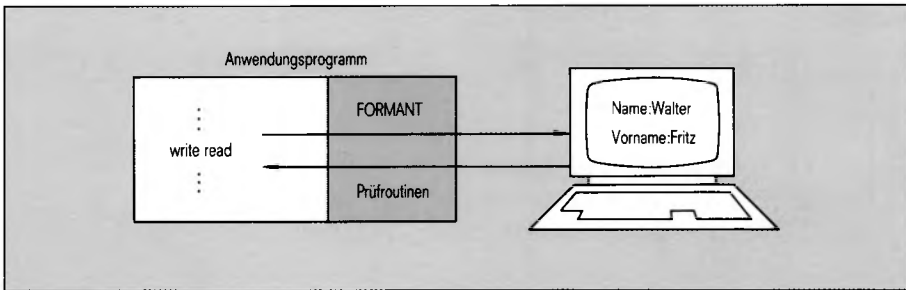 Anwendungsprogramm
FORMANT
write read
Prüfroutinen
Name:Walter
Vorname:Fritz